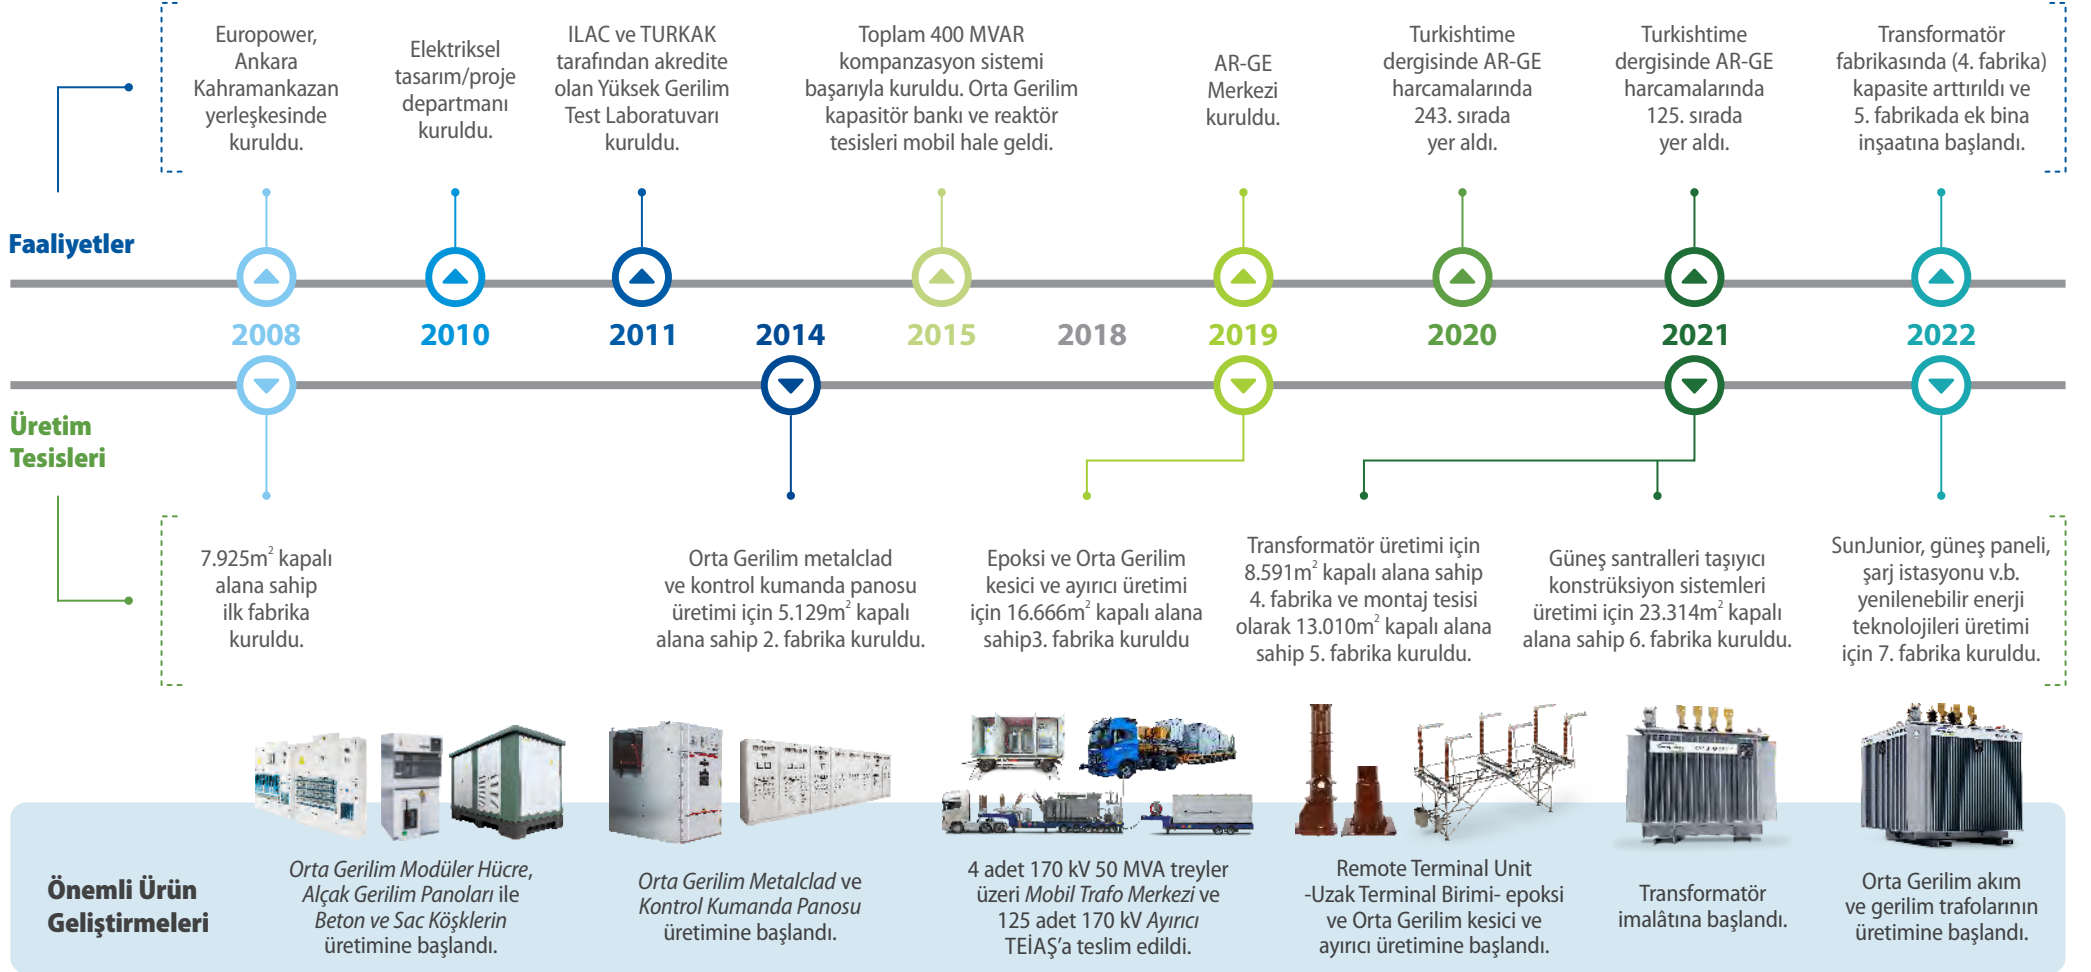 Europower,
Ankara
Kahramankazan
yerleşkesinde
kuruldu.
Elektriksel
tasarım/proje
departmanı
kuruldu.
ILAC ve TURKAK
tarafından akredite
olan Yüksek Gerilim
Test Laboratuvarı
kuruldu.
Toplam 400 MVAR
kompanzasyon sistemi
başarıyla kuruldu. Orta Gerilim
kapasitör bankı ve reaktör
tesisleri mobil hale geldi.
AR-GE
Merkezi
kuruldu.
Turkishtime
dergisinde AR-GE
harcamalarında
243. sırada
yer aldı.
Turkishtime
dergisinde AR-GE
harcamalarında
125. sırada
yer aldı.
Transformatör
fabrikasında (4. fabrika)
kapasite arttırıldı ve
5. fabrikada ek bina
inşaatına başlandı.
Faaliyetler
2008
2010
2011
2014
2015
2018
2019
2020
2021
2022
Üretim
Tesisleri
7.925m² kapalı
alana sahip
ilk fabrika
kuruldu.
Orta Gerilim metalclad
ve kontrol kumanda panosu
üretimi için 5.129m² kapalı
alana sahip 2. fabrika kuruldu.
Epoksi ve Orta Gerilim
kesici ve ayırıcı üretimi
için 16.666m² kapalı alana
sahip3. fabrika kuruldu
Transformatör üretimi için
8.591m² kapalı alana sahip
4. fabrika ve montaj tesisi
olarak 13.010m² kapalı alana
sahip 5. fabrika kuruldu.
Güneş santralleri taşıyıcı
konstrüksiyon sistemleri
üretimi için 23.314m² kapalı
alana sahip 6. fabrika kuruldu.
SunJunior, güneş paneli,
şarj istasyonu v.b.
yenilenebilir enerji
teknolojileri üretimi
için 7. fabrika kuruldu.
Önemli Ürün
Geliştirmeleri
Orta Gerilim Modüler Hücre,
Alçak Gerilim Panoları ile
Beton ve Sac Köşklerin
üretimine başlandı.
Orta Gerilim Metalclad ve
Kontrol Kumanda Panosu
üretimine başlandı.
4 adet 170 kV 50 MVA treyler
üzeri Mobil Trafo Merkezi ve
125 adet 170 kV Ayırıcı
TEİAŞ’a teslim edildi.
Remote Terminal Unit
-Uzak Terminal Birimi- epoksi
ve Orta Gerilim kesici ve
ayırıcı üretimine başlandı.
Transformatör
imalâtına başlandı.
Orta Gerilim akım
ve gerilim trafolarının
üretimine başlandı.